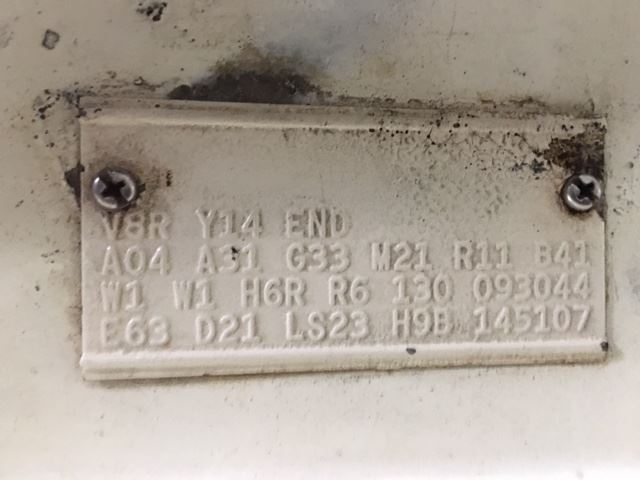 V8R Y14 END
A04 A31 G33 M21 R11 B41
W1 W1 H6R R6 130 093044
E63 D21 LS23 H9B 145107